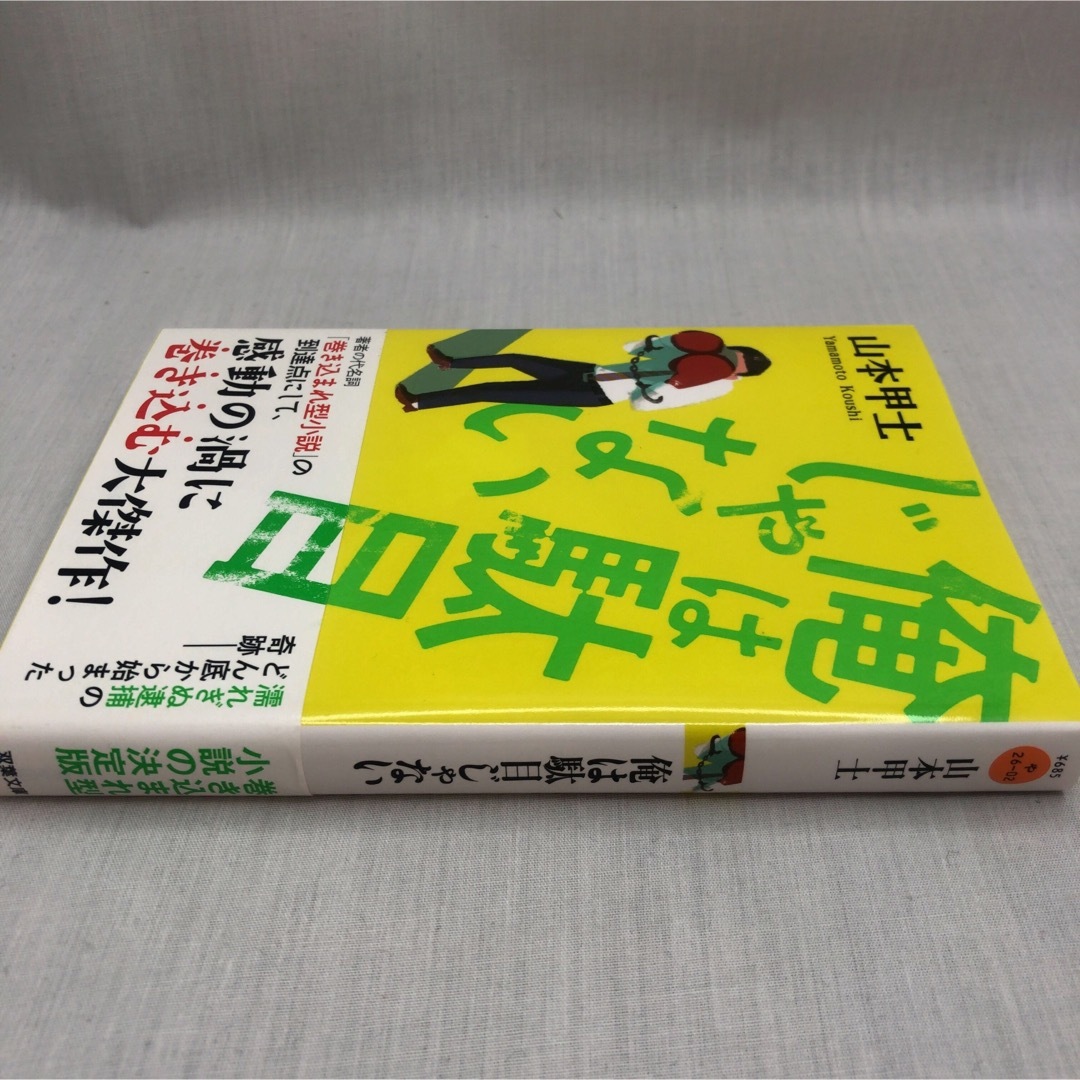 山本甲士
Yamamoto Koushi
俺は駄目
じゃ
ない
著者の代名詞
「巻き込まれ型小説」の
到達点にして、
感動の渦に
巻き込む大傑作!
濡れぎぬ逮捕の
どん底から始まった
奇跡──
¥685
や
26-02
山本甲士
俺は駄目じゃない
巻き込まれ型
小説の決定版
双葉文庫